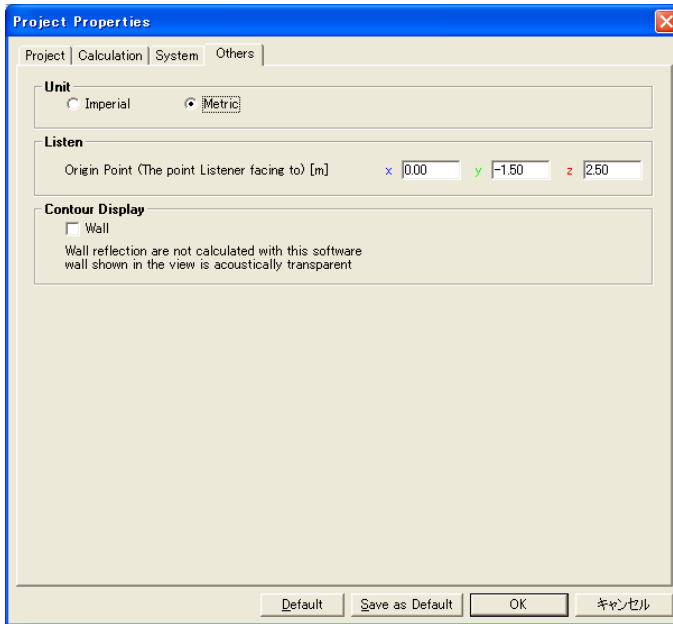 Project Properties
Project Calculation System Others
Unit
Imperial Metric
Listen
Origin Point (The point Listener facing to) [m] x 0.00 y -1.50 z 2.50
Contour Display
Wall
Wall reflection are not calculated with this software
wall shown in the view is acoustically transparent
Default Save as Default OK キャンセル